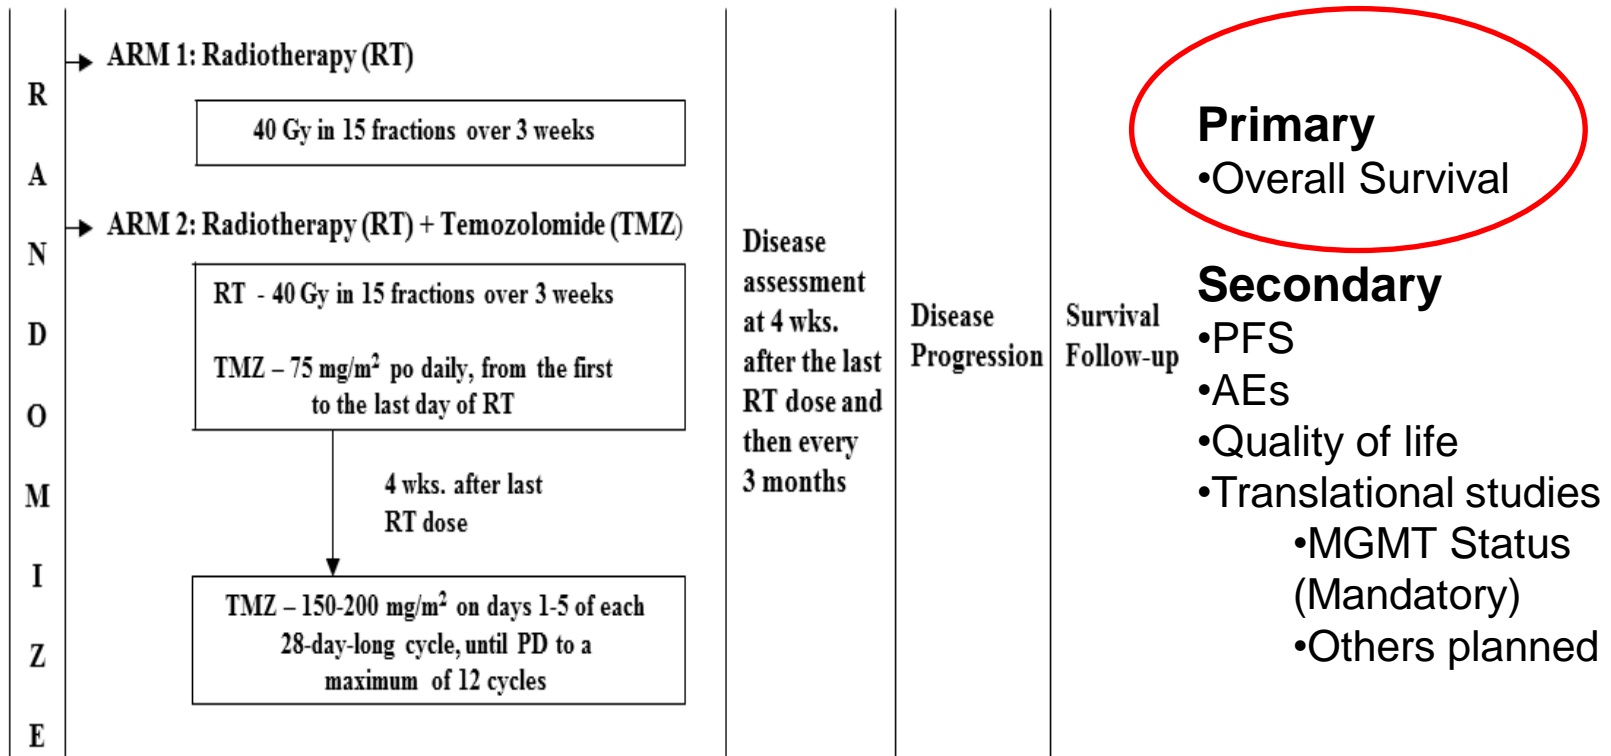 R
A
N
D
O
M
I
Z
E
ARM 1: Radiotherapy (RT)
40 Gy in 15 fractions over 3 weeks
ARM 2: Radiotherapy (RT) + Temozolomide (TMZ)
RT - 40 Gy in 15 fractions over 3 weeks
TMZ – 75 mg/m² po daily, from the first
to the last day of RT
4 wks. after last
RT dose
TMZ – 150-200 mg/m² on days 1-5 of each
28-day-long cycle, until PD to a
maximum of 12 cycles
Disease
assessment
at 4 wks.
after the last
RT dose and
then every
3 months
Disease
Progression
Survival
Follow-up
Primary
•Overall Survival
Secondary
•PFS
•AEs
•Quality of life
•Translational studies
•MGMT Status
(Mandatory)
•Others planned